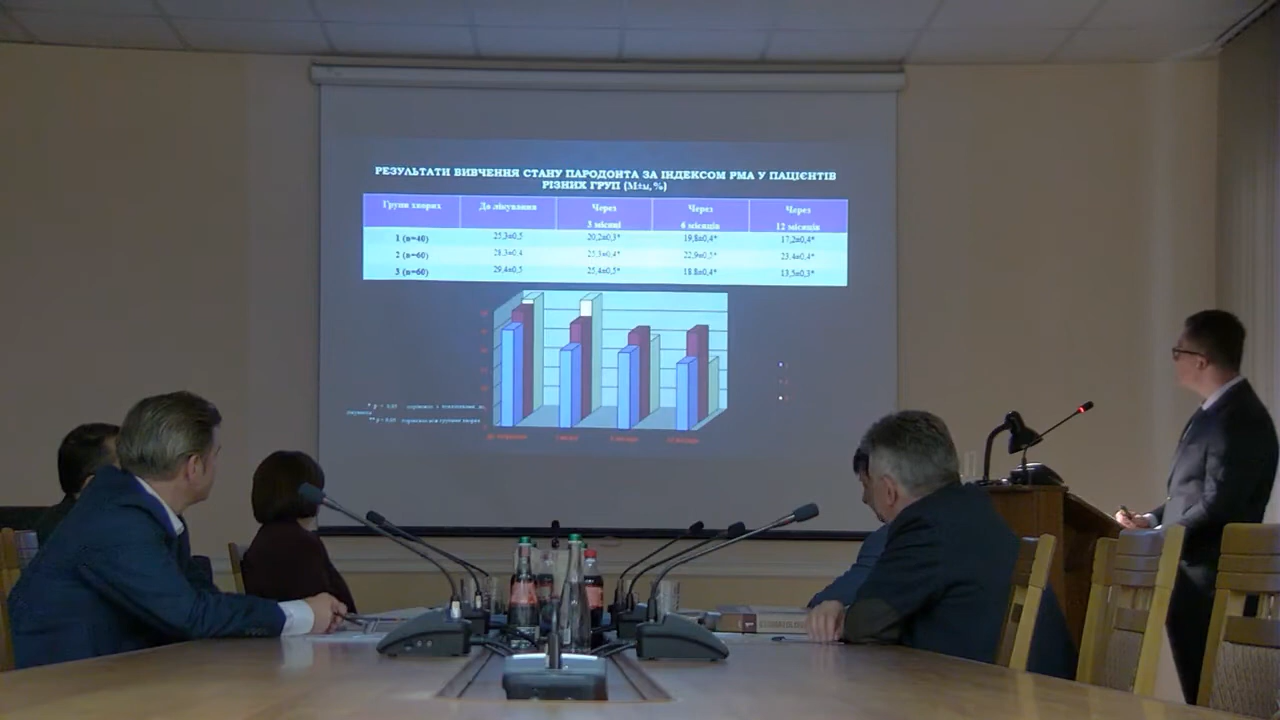 РЕЗУЛЬТАТИ ВИВЧЕННЯ СТАНУ ПАРОДОНТА ЗА ІНДЕКСОМ РМА У ПАЦІЄНТІВ
РІЗНИХ ГРУП (М±м, %)
Групи хворих До лікування Через 3 місяці Через 6 місяців Через 12 місяців
1 (n=40) 25,3±0,5 20,2±0,3* 19,8±0,4* 17,2±0,4*
2 (n=60) 28,3±0,4 25,3±0,4* 22,9±0,5* 23,4±0,4*
3 (n=60) 29,4±0,5 25,4±0,5* 18,8±0,4* 13,5±0,3*